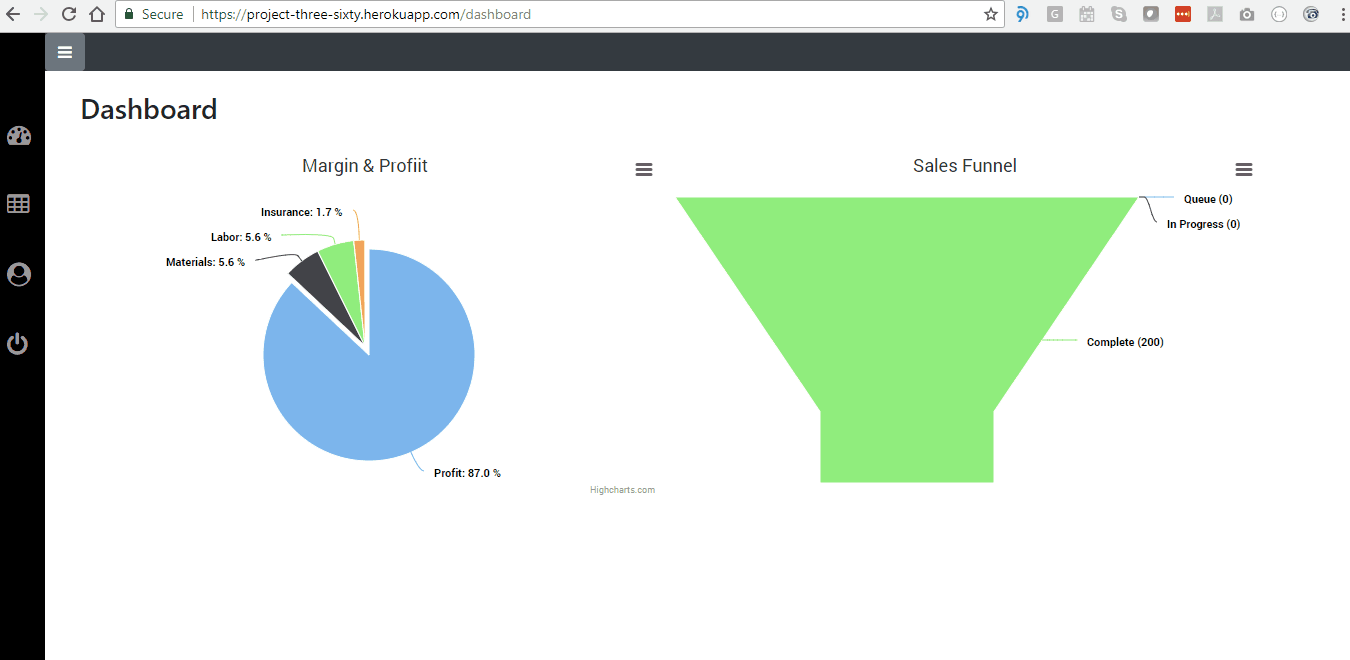 Secure https://project-three-sixty.herokuapp.com/dashboard
Dashboard
Margin & Profiit
Insurance: 1.7 %
Labor: 5.6 %
Materials: 5.6 %
Profit: 87.0 %
Highcharts.com
Sales Funnel
Queue (0)
In Progress (0)
Complete (200)